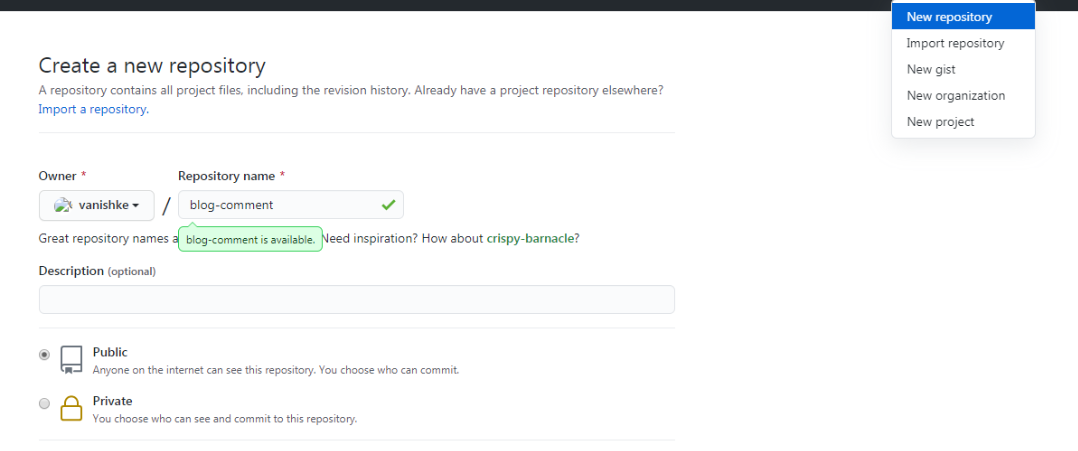 New repository
Import repository
New gist
New organization
New project
Create a new repository
A repository contains all project files, including the revision history. Already have a project repository elsewhere?
Import a repository.
Owner * Repository name *
vanishke / blog-comment
Great repository names a Need inspiration? How about crispy-barnacle?
blog-comment is available.
Description (optional)
Public
Anyone on the internet can see this repository. You choose who can commit.
Private
You choose who can see and commit to this repository.